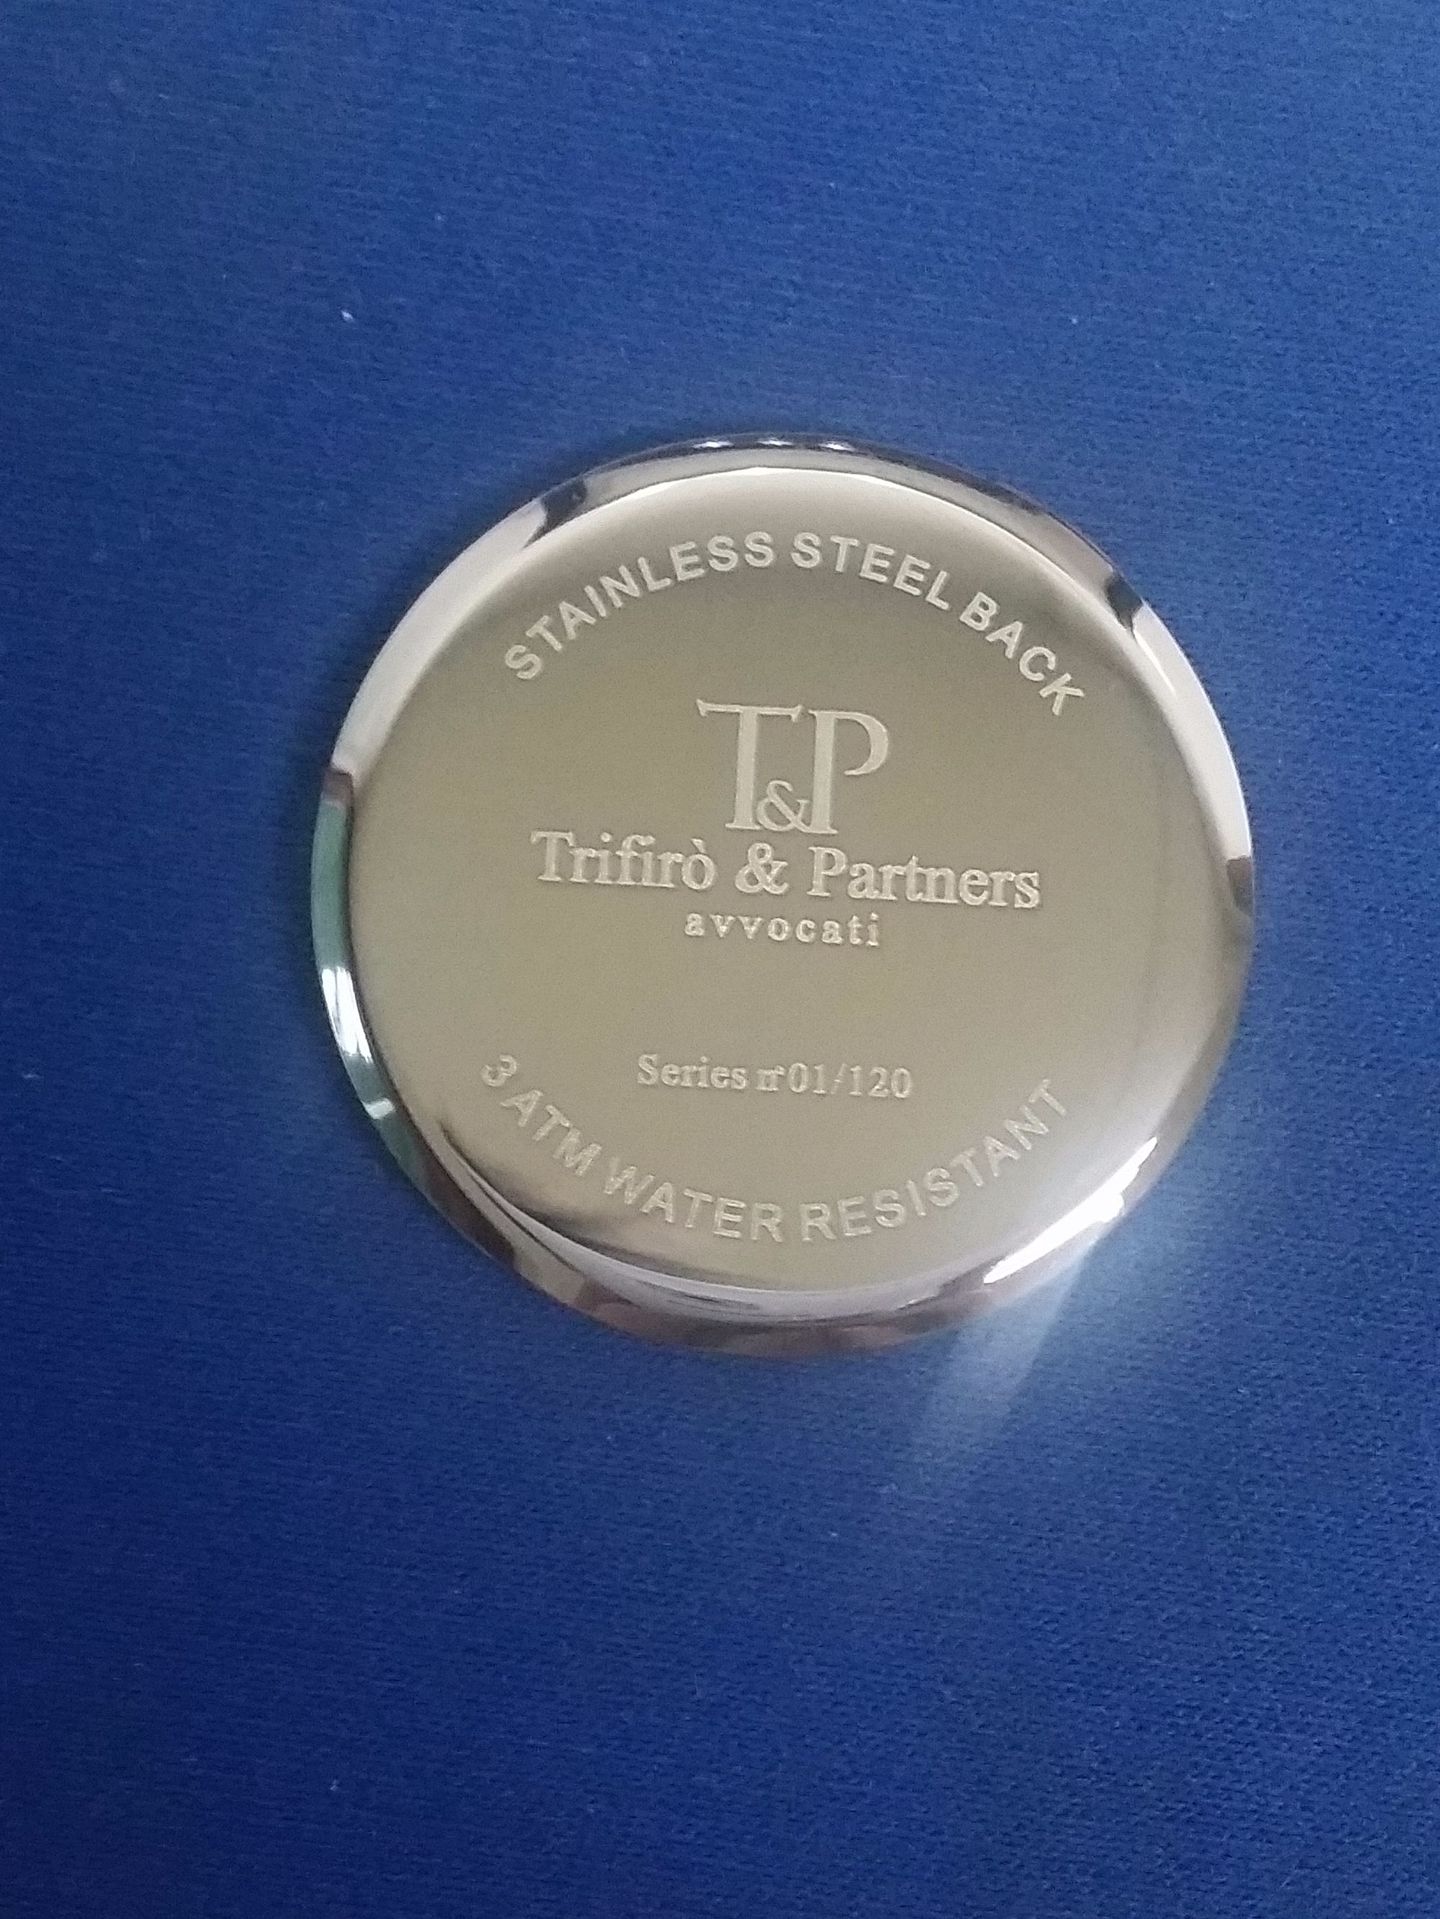 STAINLESS STEEL BACK
T&P
Trifirò & Partners
avvocati
Series n°01/120
3 ATM WATER RESISTANT